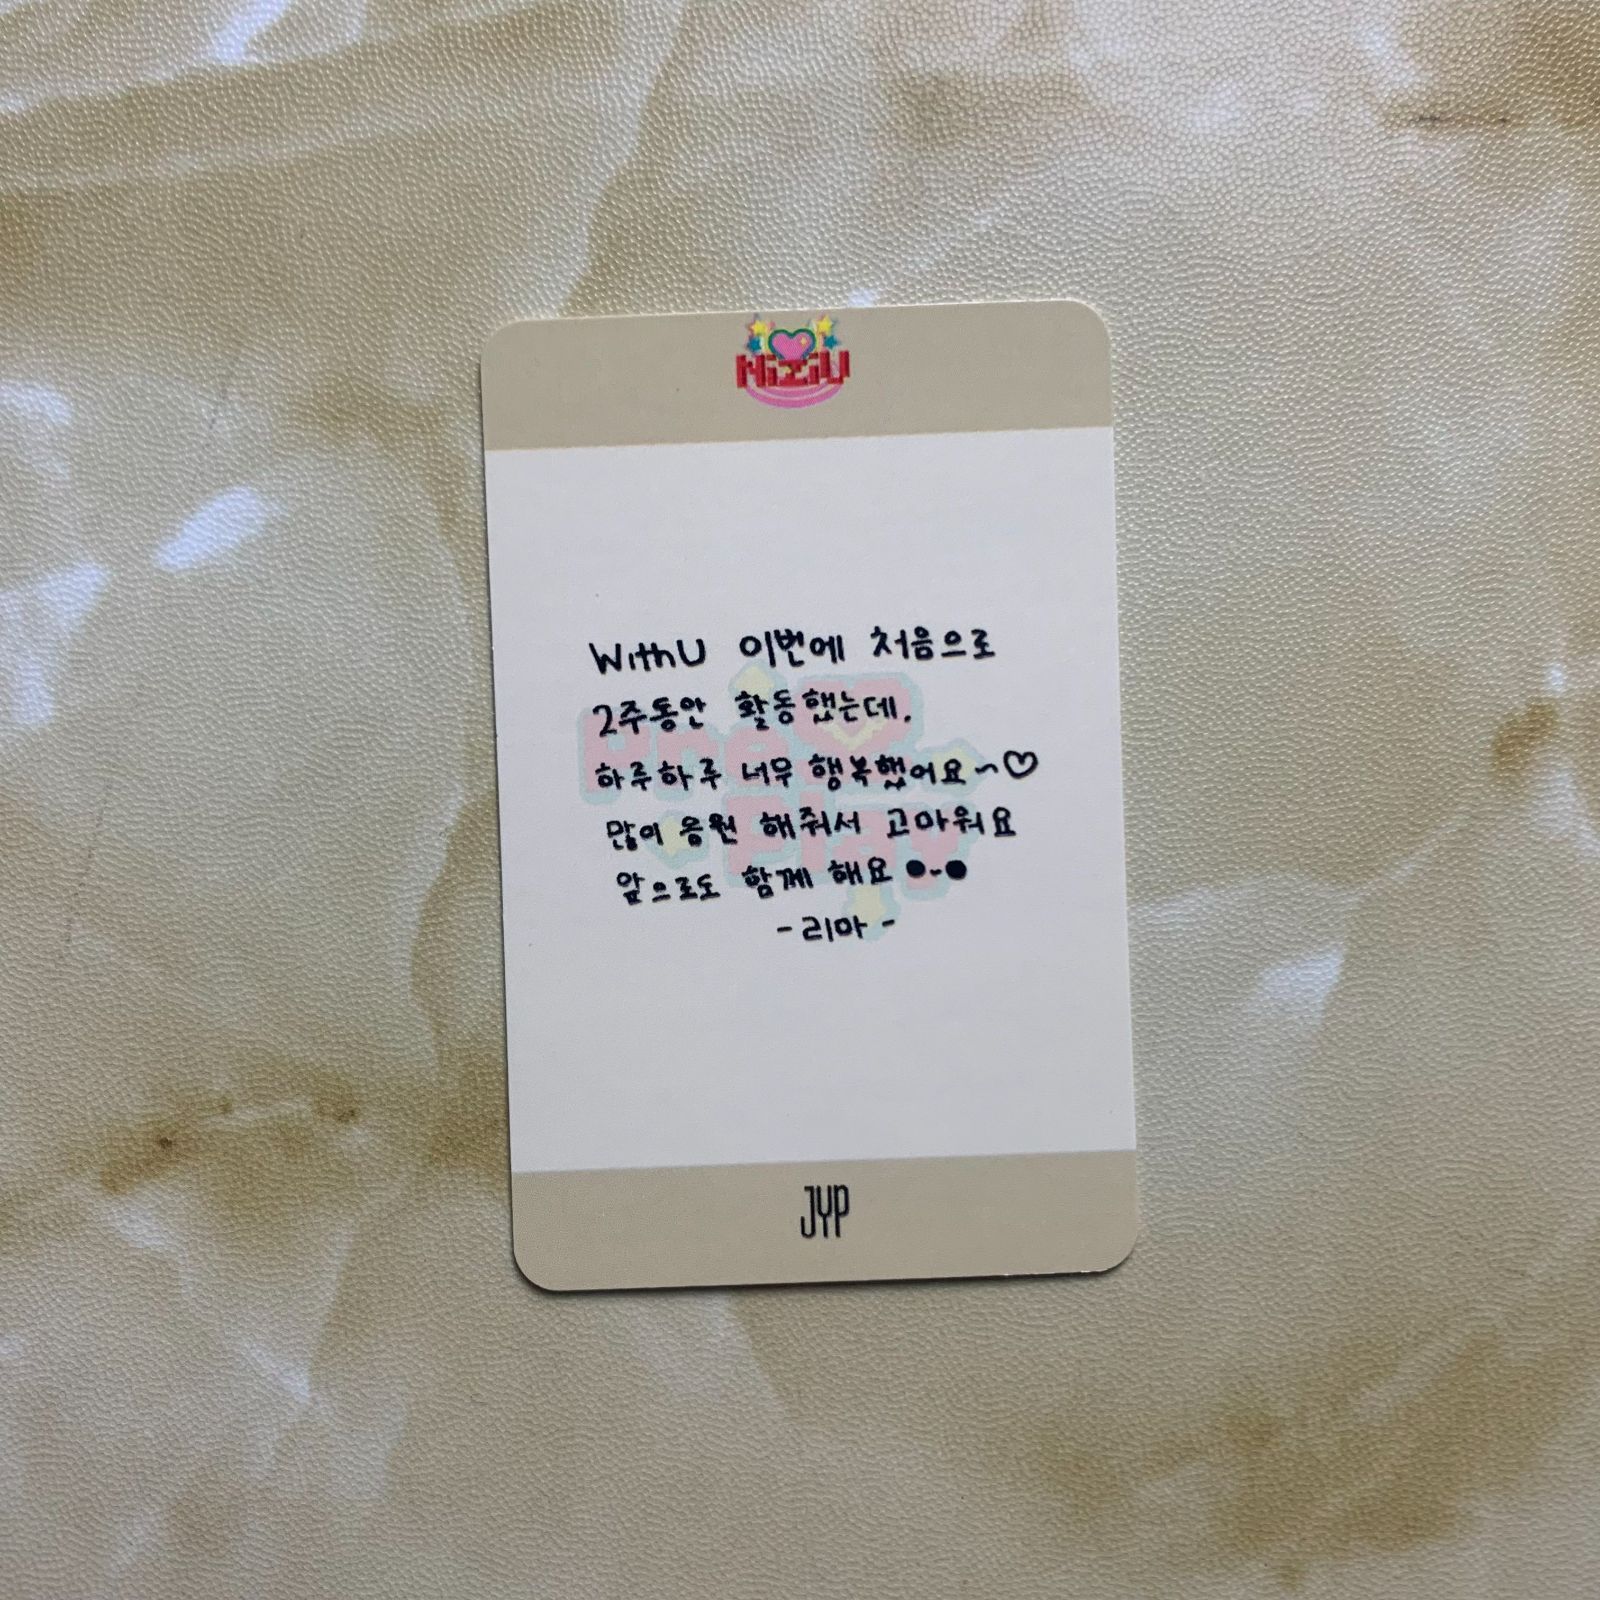 NiziU
WithU 이번에 처음으로
2주동안 활동했는데.
하루하루 너무 행복했어요~♡
많이 응원 해줘서 고마워요
앞으로도 함께 해요 ●~●
-리마-
Press
Play
JYP